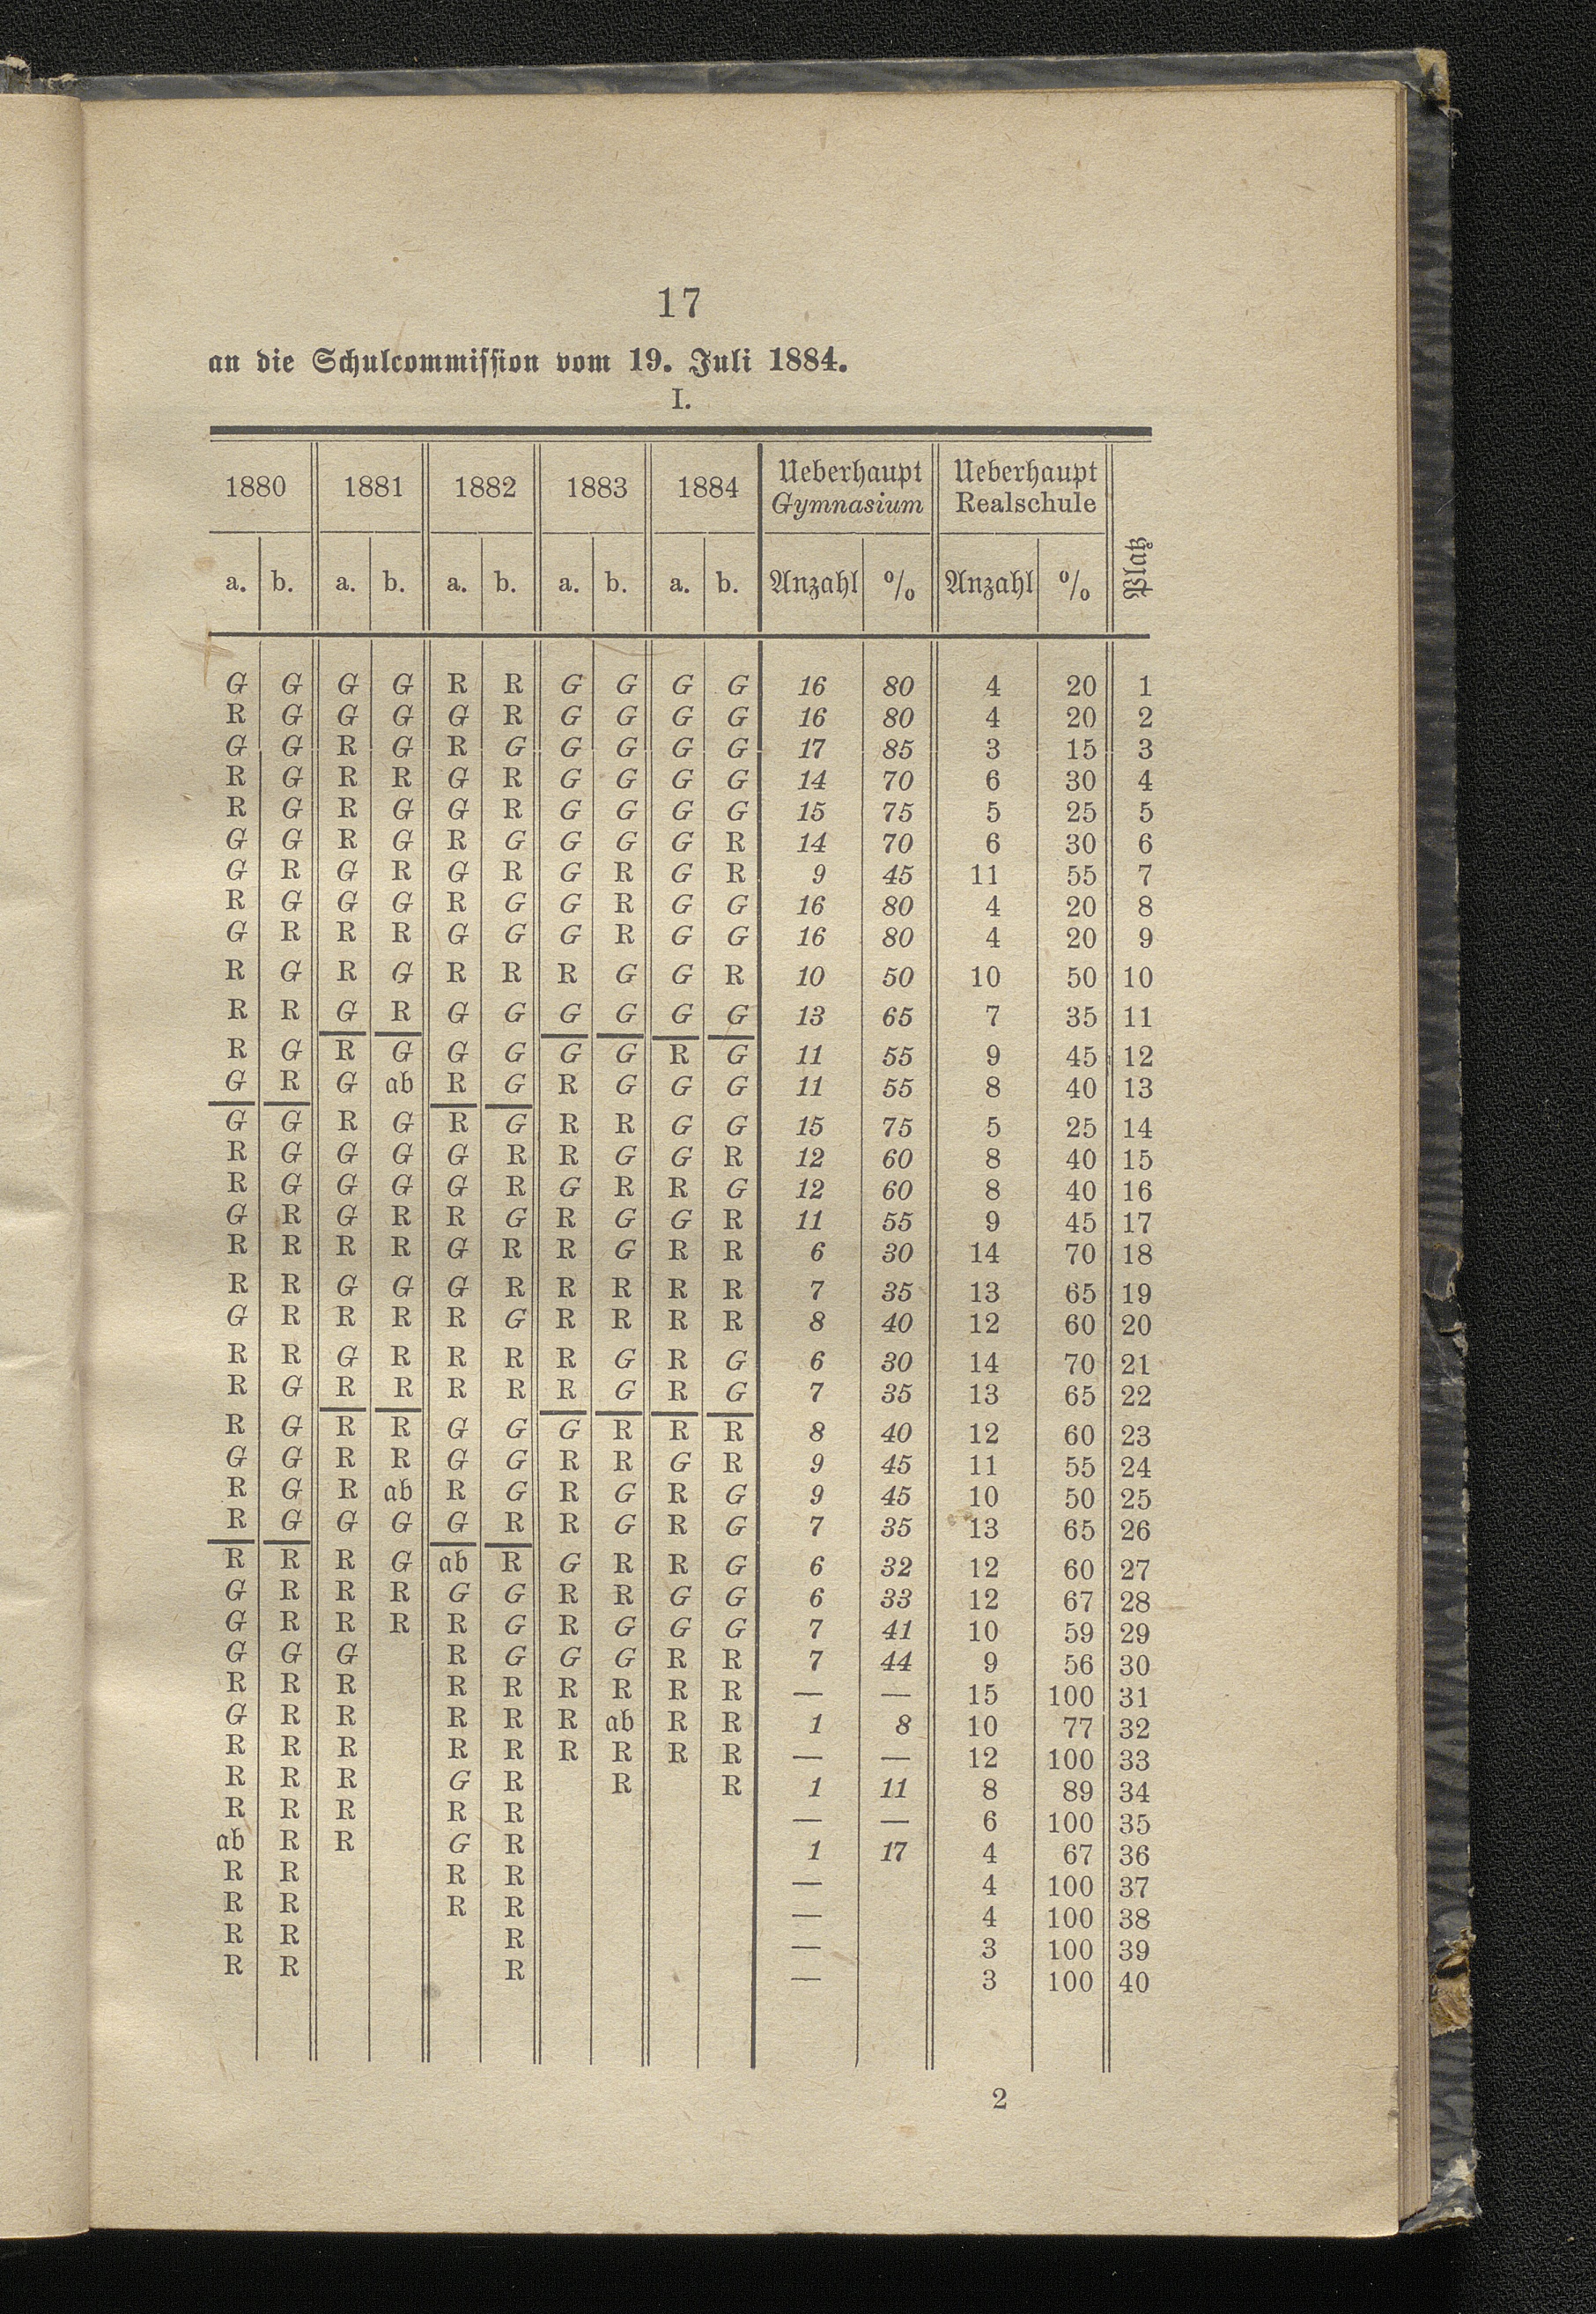 17
an die Schulcommission vom 19. Juli 1884.
I.
1880 1881 1882 1883 1884 Ueberhaupt Gymnasium Ueberhaupt Realschule Platz
a. b. a. b. a. b. a. b. a. b. Anzahl % Anzahl %
G G G G R R G G G G 16 80 4 20 1
R G G G G R G G G G 16 80 4 20 2
G G R G R G G G G G 17 85 3 15 3
R G R R G R G G G G 14 70 6 30 4
R G R G G R G G G G 15 75 5 25 5
G G R G R G G G G R 14 70 6 30 6
G R G R G R G R G R 9 45 11 55 7
R G G G R G G R G G 16 80 4 20 8
G R R R G G G R G G 16 80 4 20 9
R G R G R R R G G R 10 50 10 50 10
R R G R G G G G G G 13 65 7 35 11
R G R G G G G G R G 11 55 9 45 12
G R G ab R G R G G G 11 55 8 40 13
G G R G R G R R G G 15 75 5 25 14
R G G G G R R G G R 12 60 8 40 15
R G G G G R G R R G 12 60 8 40 16
G R G R R G R G G R 11 55 9 45 17
R R R R G R R G R R 6 30 14 70 18
R R G G G R R R R R 7 35 13 65 19
G R R R R G R R R R 8 40 12 60 20
R R G R R R R G R G 6 30 14 70 21
R G R R R R R G R G 7 35 13 65 22
R G R R G G G R R R 8 40 12 60 23
G G R R G G R R G R 9 45 11 55 24
R G R ab R G R G R G 9 45 10 50 25
R G G G G R R G R G 7 35 13 65 26
R R R G ab R G R R G 6 32 12 60 27
G R R R G G R R G G 6 33 12 67 28
G R R R R G R G G G 7 41 10 59 29
G G G R G G G R R 7 44 9 56 30
R R R R R R R R R — — 15 100 31
G R R R R R ab R R 1 8 10 77 32
R R R R R R R R R — — 12 100 33
R R R G R R R 1 11 8 89 34
R R R R R — — 6 100 35
ab R R G R 1 17 4 67 36
R R R R — 4 100 37
R R R R — 4 100 38
R R R — 3 100 39
R R R — 3 100 40
2